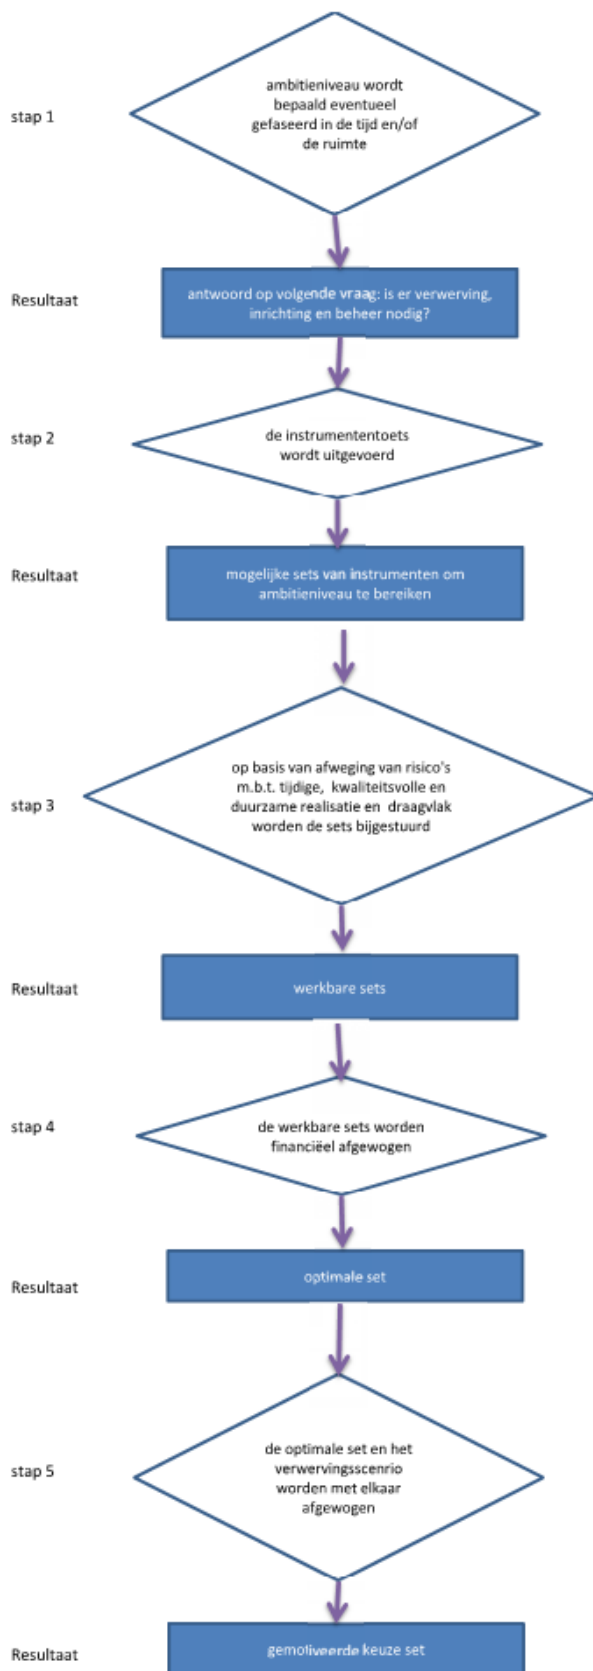 stap 1
ambitieniveau wordt
bepaald eventueel
gefaseerd in de tijd en/of
de ruimte
Resultaat
antwoord op volgende vraag: is er verwerving,
inrichting en beheer nodig?
stap 2
de instrumententoets
wordt uitgevoerd
Resultaat
mogelijke sets van instrumenten om
ambitieniveau te bereiken
stap 3
op basis van afweging van risico's
m.b.t. tijdige, kwaliteitsvolle en
duurzame realisatie en draagvlak
worden de sets bijgestuurd
Resultaat
werkbare sets
stap 4
de werkbare sets worden
financiëel afgewogen
Resultaat
optimale set
stap 5
de optimale set en het
verwervingsscenrio
worden met elkaar
afgewogen
Resultaat
gemotiveerde keuze set